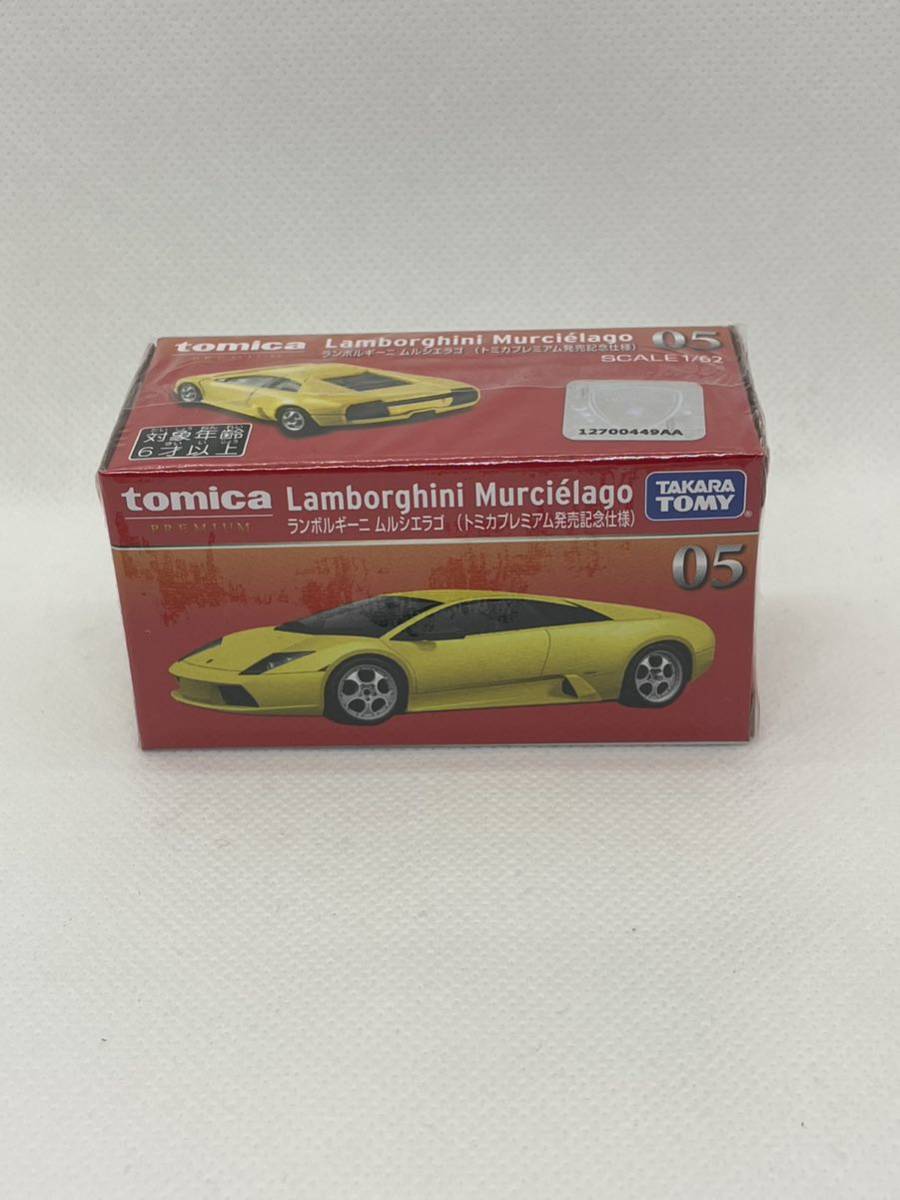 tomica Lamborghini Murciélago 05
PREMIUM ランボルギーニ ムルシエラゴ (トミカプレミアム発売記念仕様)
SCALE 1/62
12700449AA
対象年齢
6才以上
tomica Lamborghini Murciélago TAKARA TOMY
PREMIUM ランボルギーニ ムルシエラゴ (トミカプレミアム発売記念仕様)
05